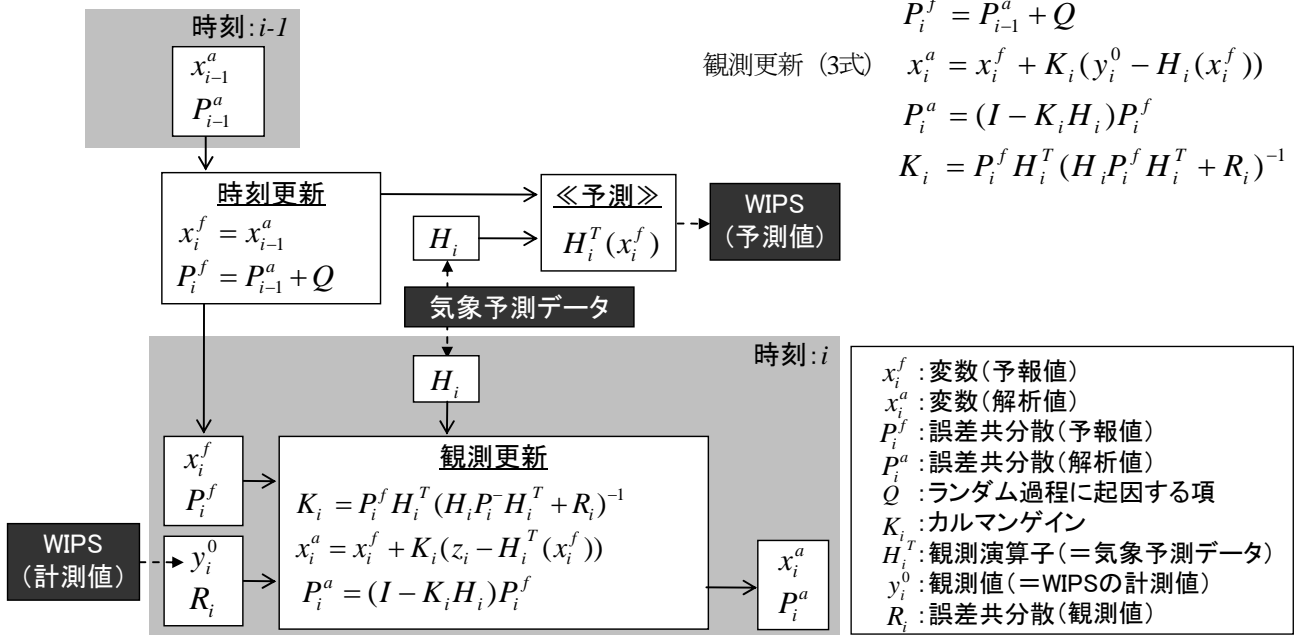 時刻:i-1
x_{i-1}^a
P_{i-1}^a
P_i^f = P_{i-1}^a + Q
観測更新（3式） x_i^a = x_i^f + K_i(y_i^0 − H_i(x_i^f))
P_i^a = (I − K_i H_i)P_i^f
K_i = P_i^f H_i^T (H_i P_i^f H_i^T + R_i)^{-1}
時刻更新
x_i^f = x_{i-1}^a
P_i^f = P_{i-1}^a + Q
H_i
≪予測≫
H_i^T(x_i^f)
WIPS
(予測値)
気象予測データ
時刻:i
H_i
x_i^f
P_i^f
WIPS
(計測値)
y_i^0
R_i
観測更新
K_i = P_i^f H_i^T (H_i P_i^- H_i^T + R_i)^{-1}
x_i^a = x_i^f + K_i(z_i − H_i^T(x_i^f))
P_i^a = (I − K_i H_i)P_i^f
x_i^a
P_i^a
x_i^f :変数(予報値)
x_i^a :変数(解析値)
P_i^f :誤差共分散(予報値)
P_i^a :誤差共分散(解析値)
Q :ランダム過程に起因する項
K_i :カルマンゲイン
H_i^T :観測演算子(=気象予測データ)
y_i^0 :観測値(=WIPSの計測値)
R_i :誤差共分散(観測値)